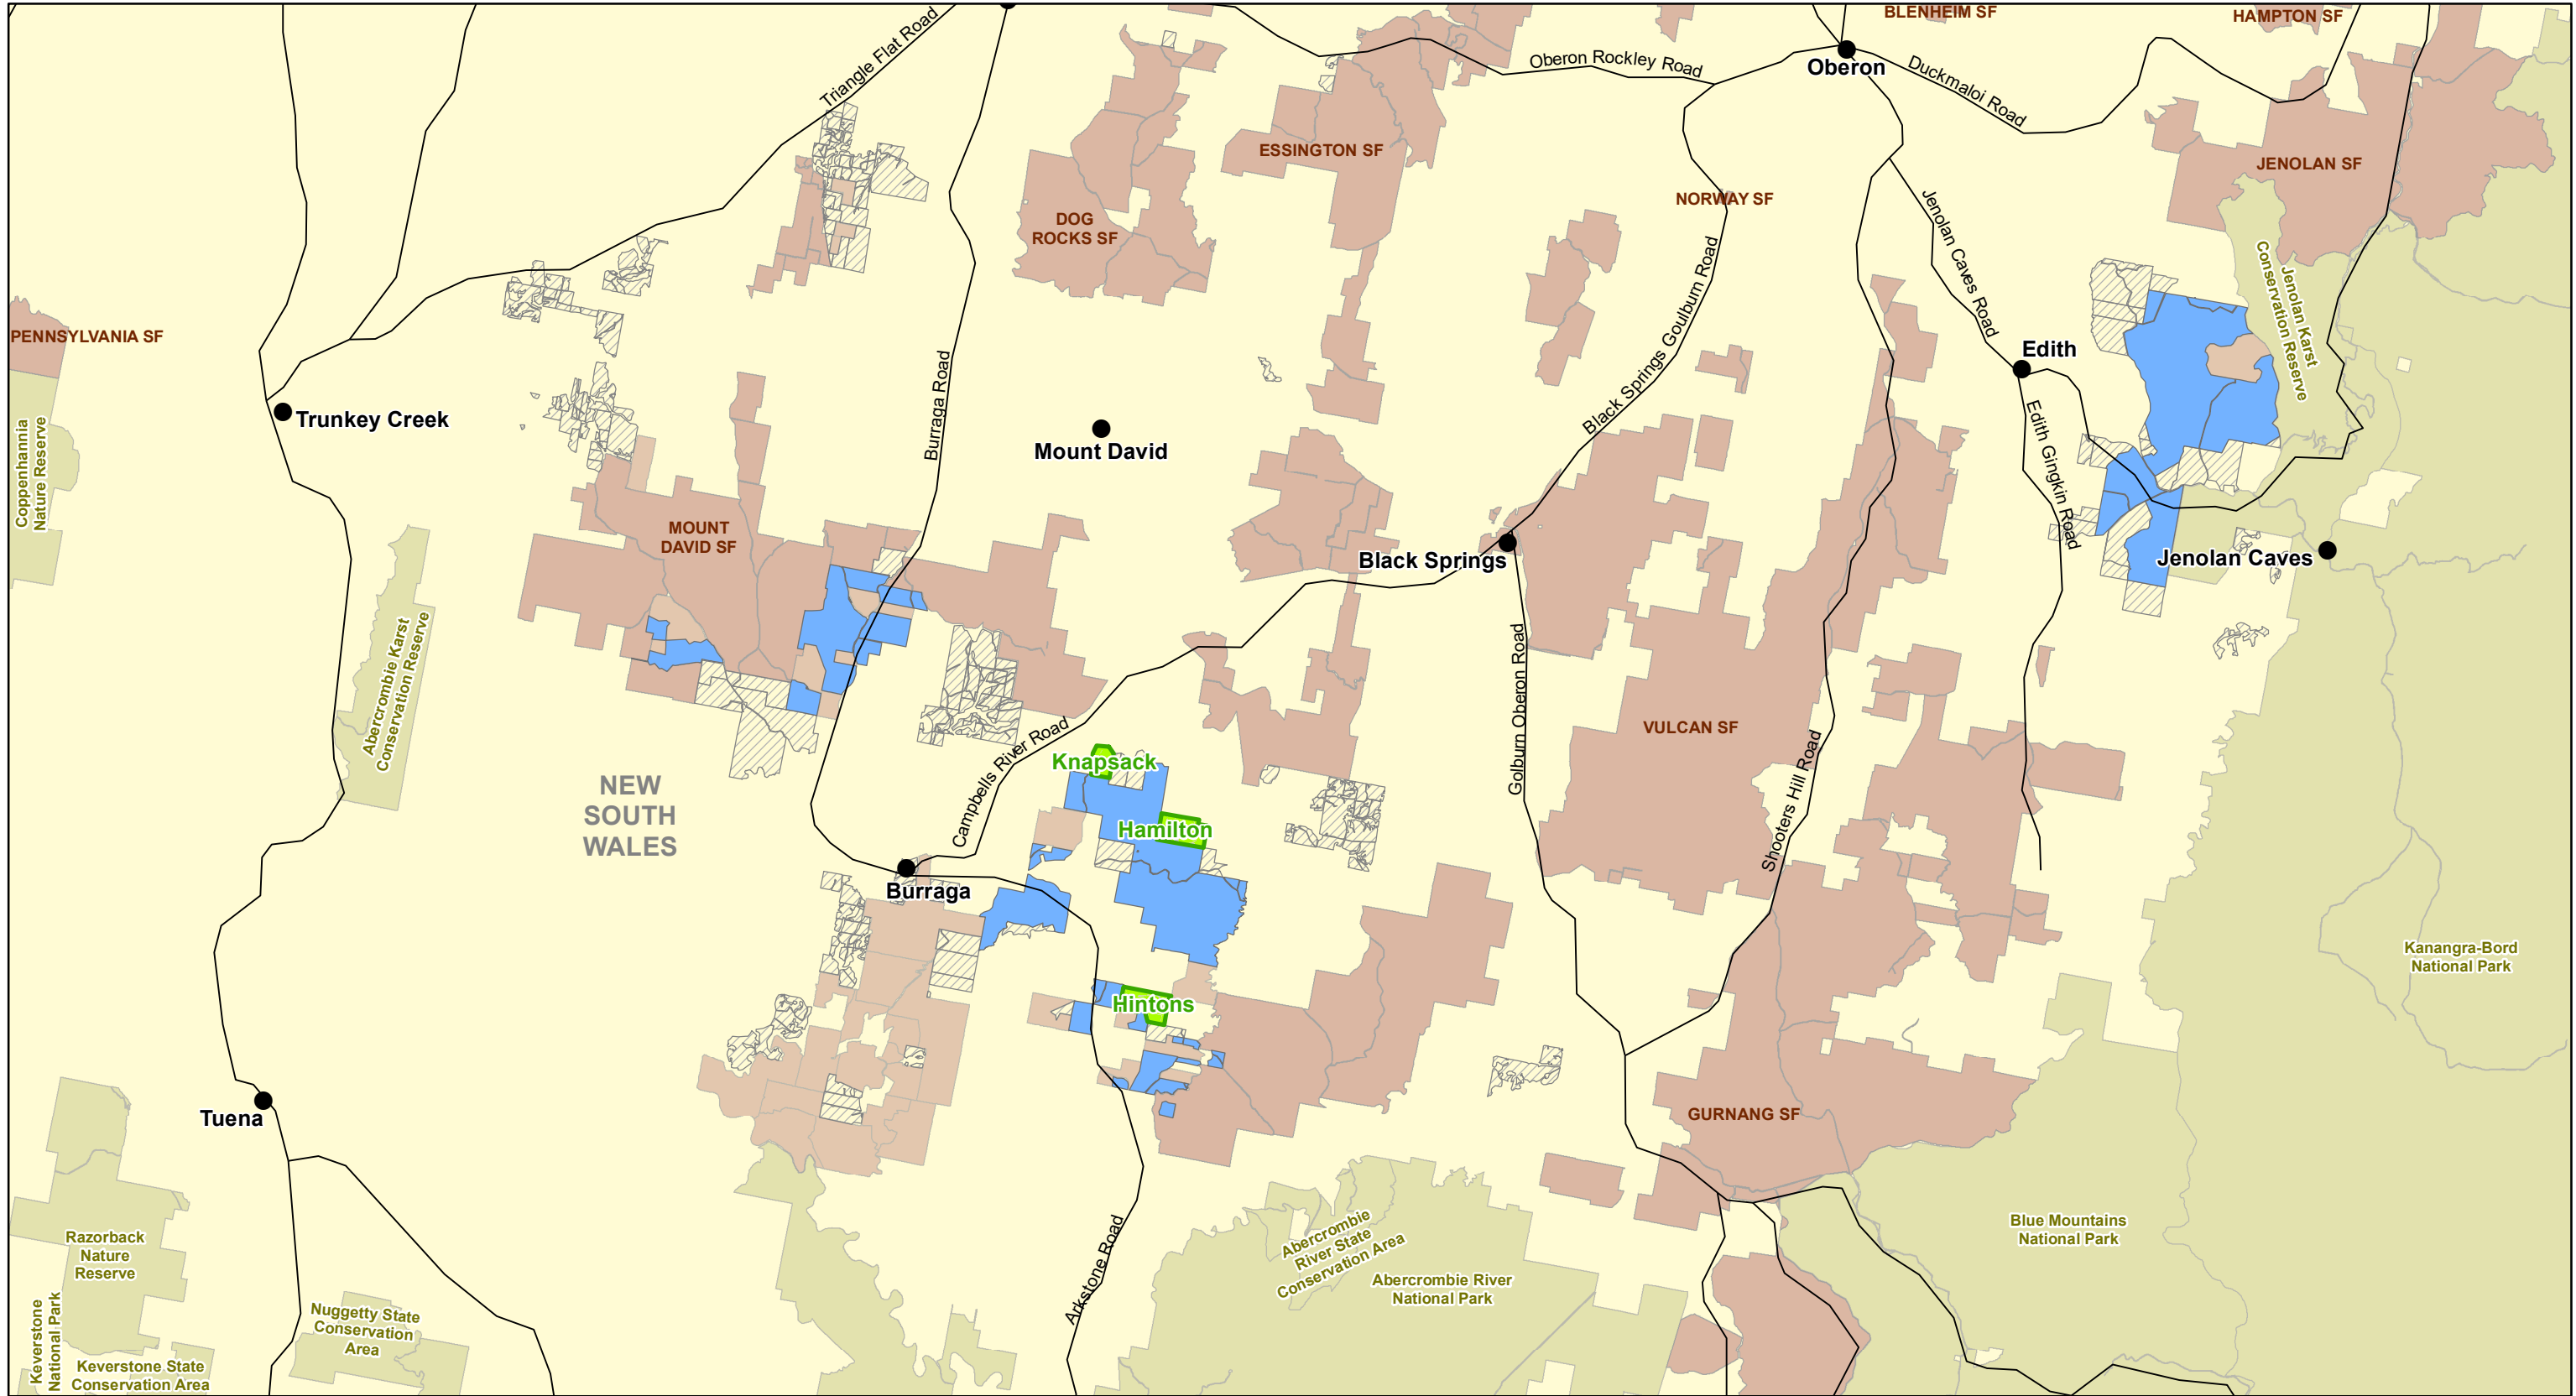 BLENHEIM SF
HAMPTON SF
Triangle Flat Road
Oberon Rockley Road
Oberon
Duckmaloi Road
ESSINGTON SF
JENOLAN SF
NORWAY SF
DOG
ROCKS SF
Jenolan Caves Road
Jenolan Karst
Conservation Reserve
Black Springs Goulburn Road
PENNSYLVANIA SF
Edith
Burraga Road
Trunkey Creek
Mount David
Coppenhannia
Nature Reserve
Edith Gingkin Road
MOUNT
DAVID SF
Black Springs
Jenolan Caves
Abercrombie Karst
Conservation Reserve
Golburn Oberon Road
VULCAN SF
Campbells River Road
Knapsack
Shooters Hill Road
NEW
SOUTH
WALES
Hamilton
Burraga
Kanangra-Bord
National Park
Hintons
Tuena
GURNANG SF
Razorback
Nature
Reserve
Arkstone Road
Abercrombie
River State
Conservation Area
Blue Mountains
National Park
Abercrombie River
National Park
Keverstone
National Park
Nuggetty State
Conservation
Area
Keverstone State
Conservation Area